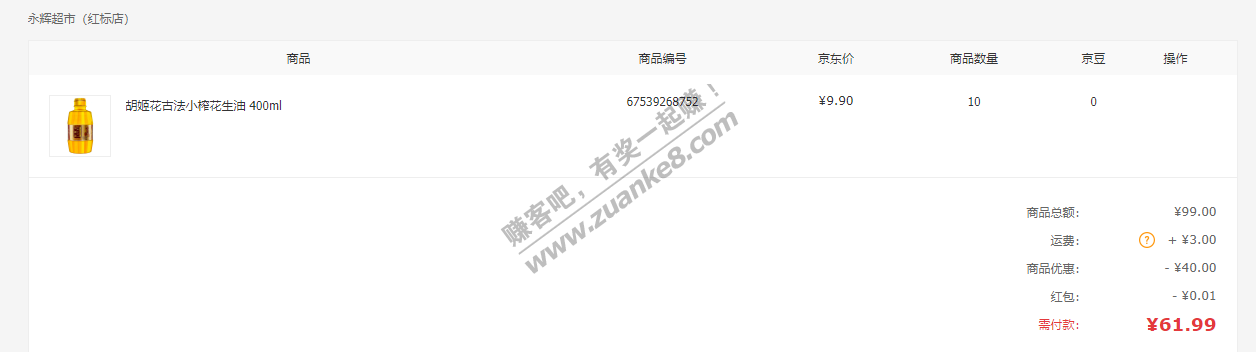 永辉超市（红标店）
商品 商品编号 京东价 商品数量 京豆 操作
胡姬花古法小榨花生油 400ml 67539268752 ¥9.90 10 0
赚客吧，有奖一起赚！
www.zuanke8.com
商品总额: ¥99.00
运费: ? + ¥3.00
商品优惠: - ¥40.00
红包: - ¥0.01
需付款: ¥61.99